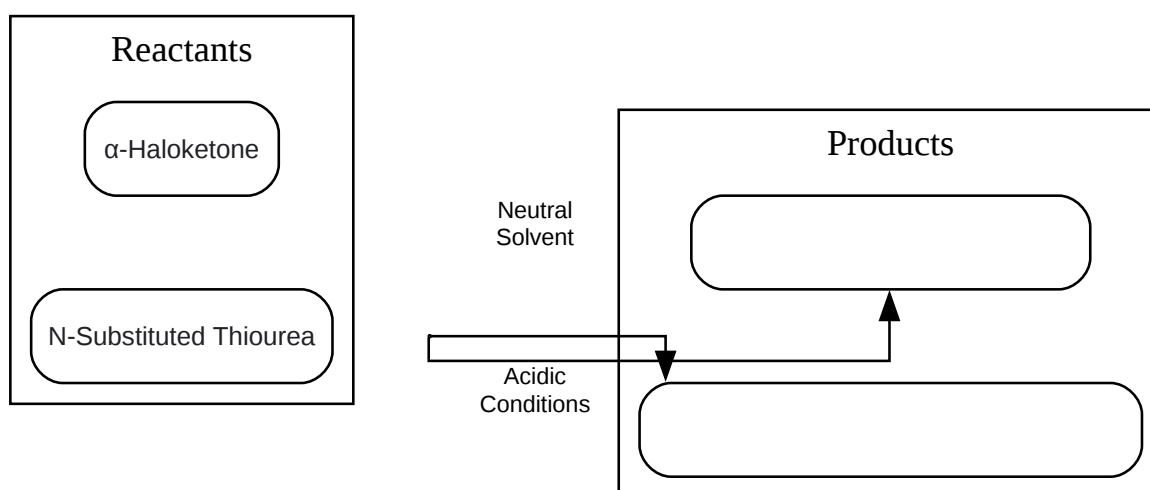 Reactants
α-Haloketone
N-Substituted Thiourea
Neutral
Solvent
Acidic
Conditions
Products